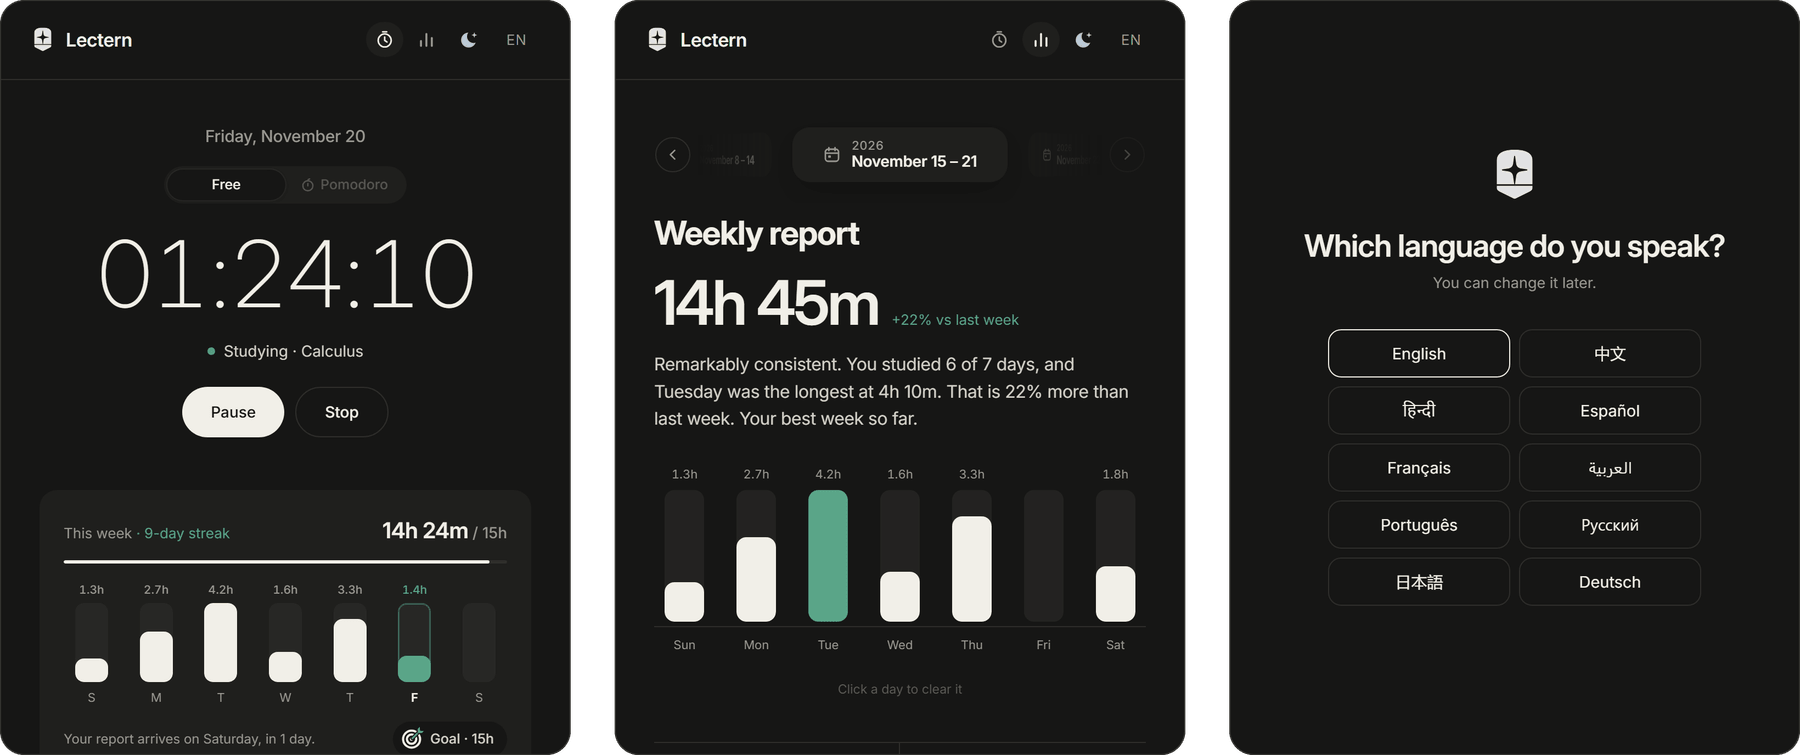 Lectern
EN
Friday, November 20
Free
Pomodoro
01:24:10
Studying · Calculus
Pause
Stop
This week · 9-day streak
14h 24m / 15h
1.3h 2.7h 4.2h 1.6h 3.3h 1.4h
S M T W T F S
Your report arrives on Saturday, in 1 day.
Goal · 15h
Lectern
EN
8 – 14
2026
November 15 – 21
Weekly report
14h 45m +22% vs last week
Remarkably consistent. You studied 6 of 7 days, and
Tuesday was the longest at 4h 10m. That is 22% more than
last week. Your best week so far.
1.3h 2.7h 4.2h 1.6h 3.3h 1.8h
Sun Mon Tue Wed Thu Fri Sat
Click a day to clear it
Which language do you speak?
You can change it later.
English
中文
हिन्दी
Español
Français
العربية
Português
Русский
日本語
Deutsch